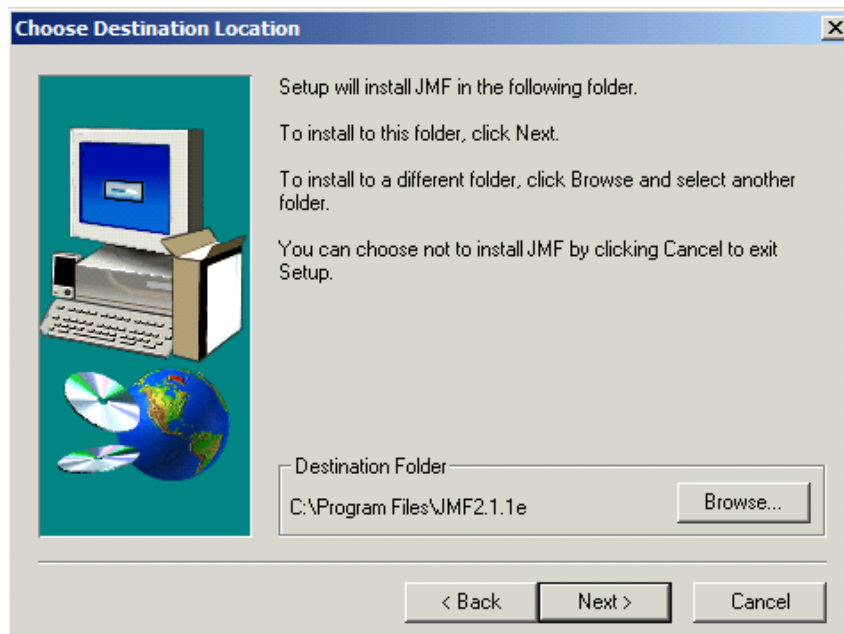 Choose Destination Location
Setup will install JMF in the following folder.
To install to this folder, click Next.
To install to a different folder, click Browse and select another
folder.
You can choose not to install JMF by clicking Cancel to exit
Setup.
Destination Folder
C:\Program Files\JMF2.1.1e
Browse...
< Back
Next >
Cancel